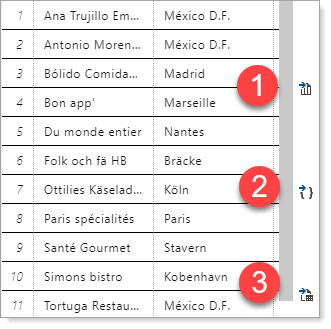 1 Ana Trujillo Em... México D.F.
2 Antonio Moren... México D.F.
3 Bólido Comida... Madrid
4 Bon app' Marseille
5 Du monde entier Nantes
6 Folk och fä HB Bräcke
7 Ottilies Käselad... Köln
8 Paris spécialités Paris
9 Santé Gourmet Stavern
10 Simons bistro Kobenhavn
11 Tortuga Restau... México D.F.
1
2
{ }
3